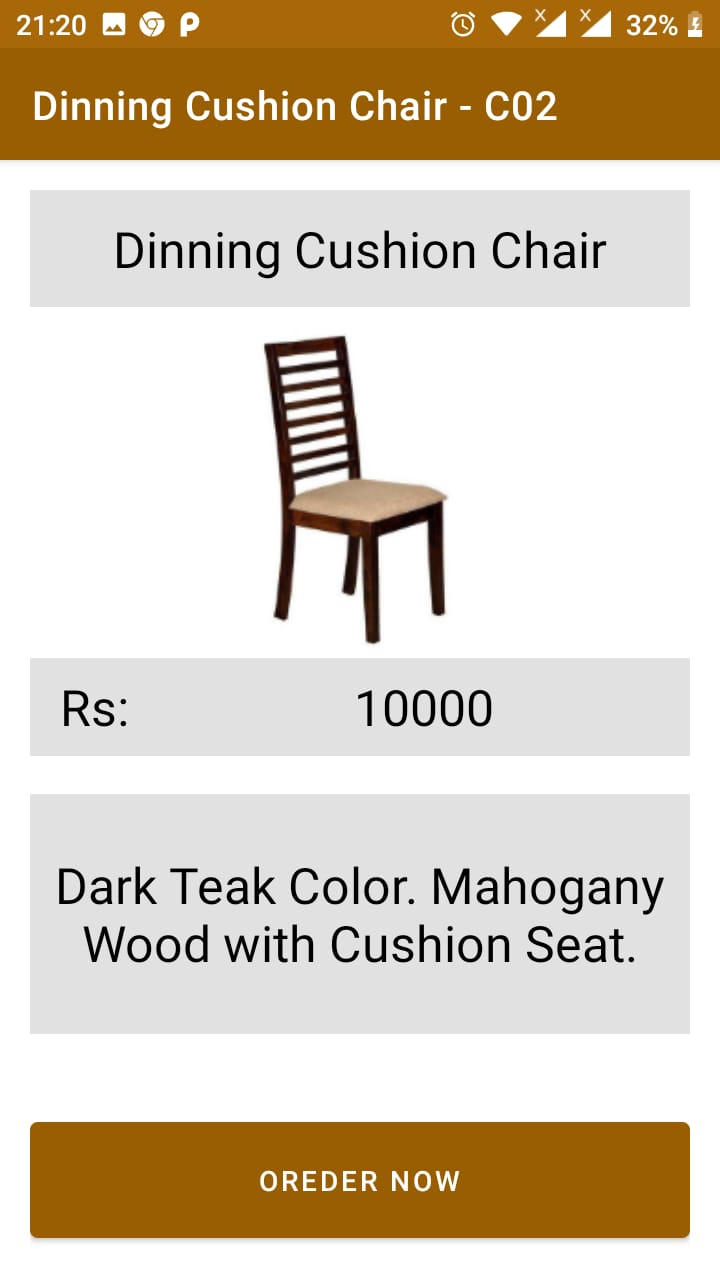 21:20 32%
Dinning Cushion Chair - C02
Dinning Cushion Chair
Rs: 10000
Dark Teak Color. Mahogany
Wood with Cushion Seat.
OREDER NOW